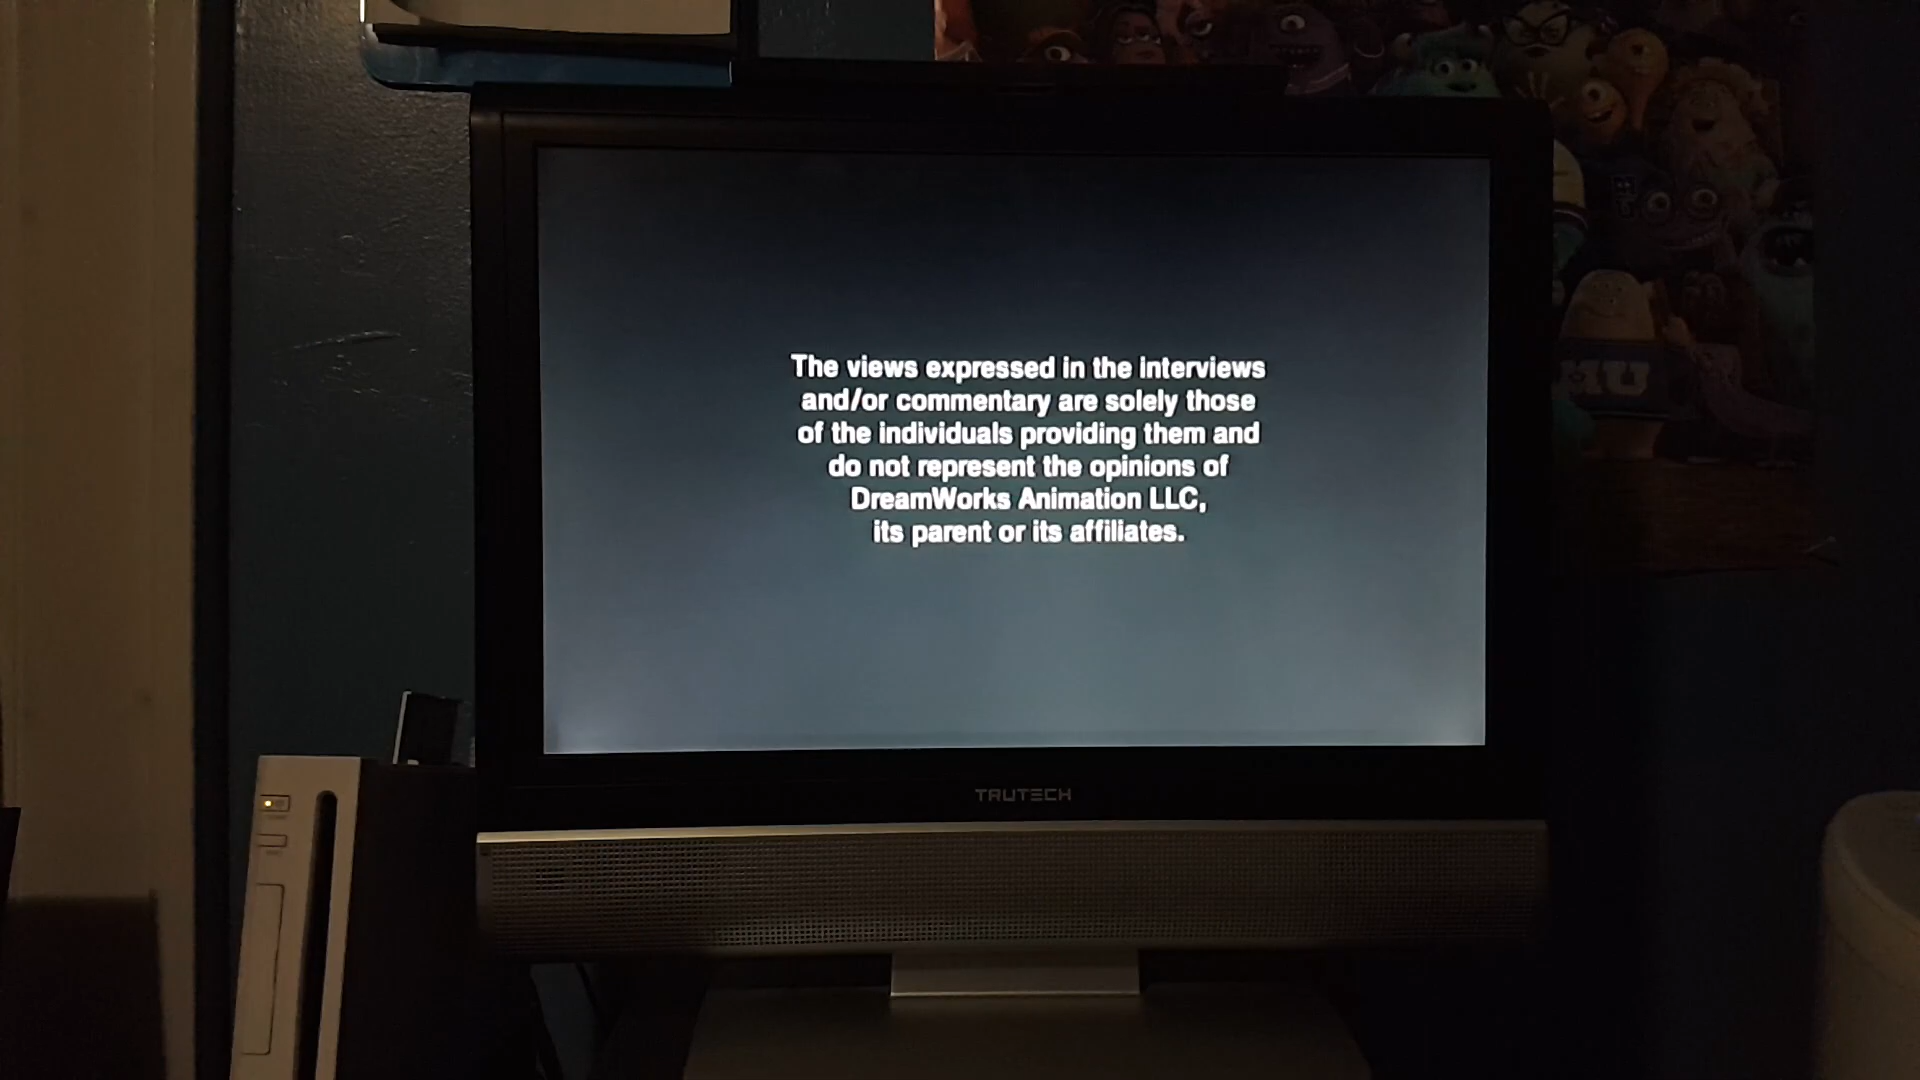 The views expressed in the interviews
and/or commentary are solely those
of the individuals providing them and
do not represent the opinions of
DreamWorks Animation LLC,
its parent or its affiliates.
TRUTECH
MU